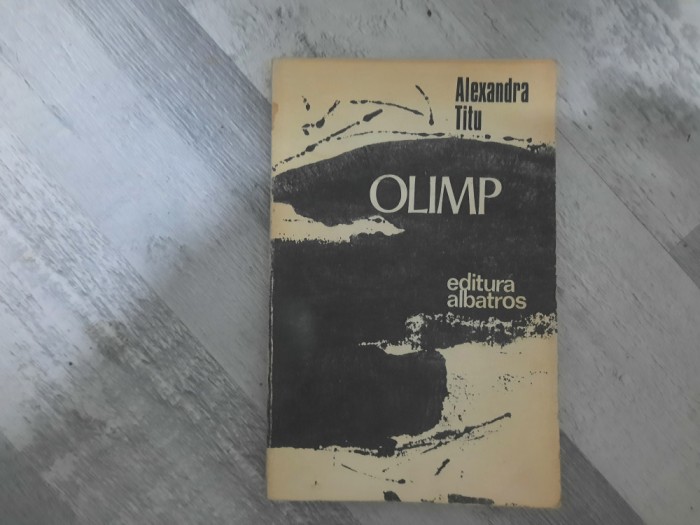 Alexandra
Titu
OLIMP
editura
albatros